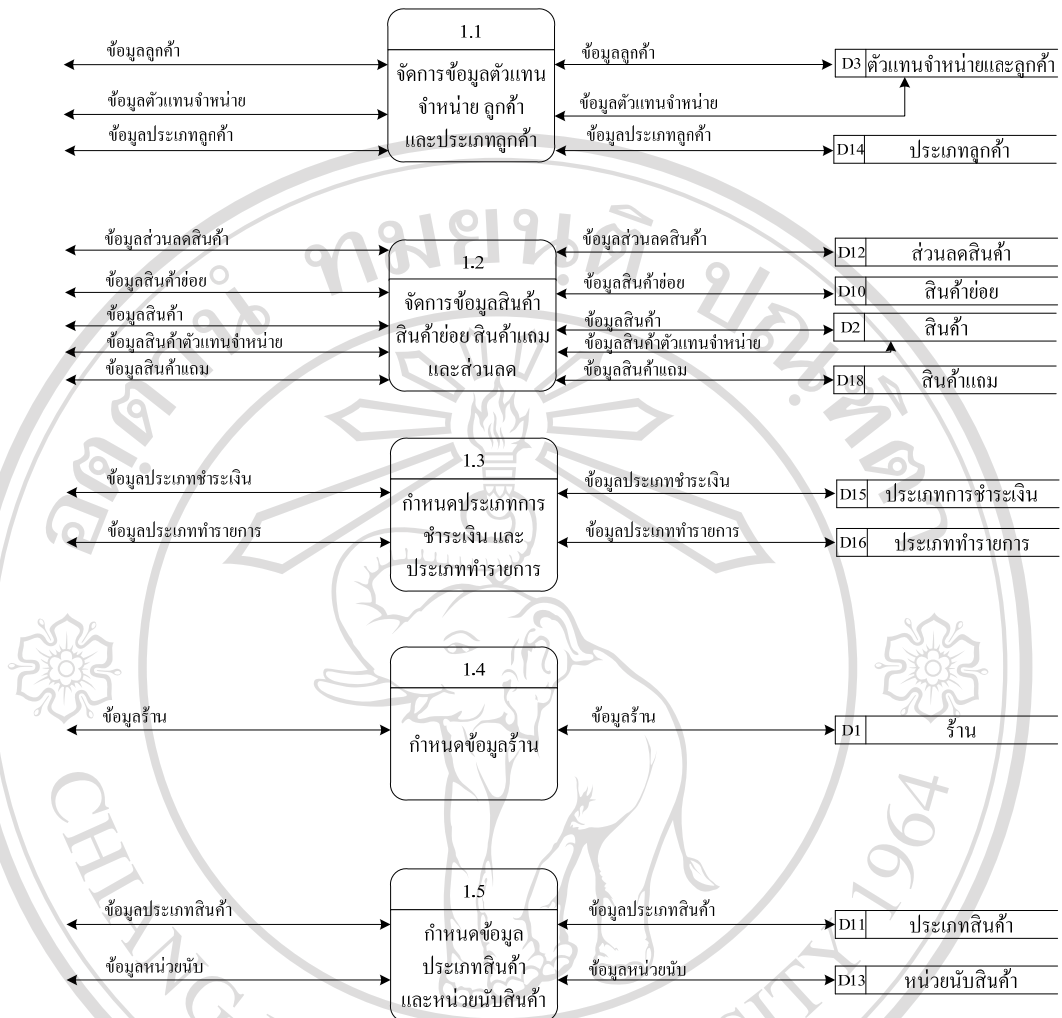 1.1
จัดการข้อมูลตัวแทน
จำหน่าย ลูกค้า
และประเภทลูกค้า
ข้อมูลลูกค้า
ข้อมูลตัวแทนจำหน่าย
ข้อมูลประเภทลูกค้า
ข้อมูลลูกค้า
ข้อมูลตัวแทนจำหน่าย
ข้อมูลประเภทลูกค้า
D3 ตัวแทนจำหน่ายและลูกค้า
D14 ประเภทลูกค้า
1.2
จัดการข้อมูลสินค้า
สินค้าย่อย สินค้าแถม
และส่วนลด
ข้อมูลส่วนลดสินค้า
ข้อมูลสินค้าย่อย
ข้อมูลสินค้า
ข้อมูลสินค้าตัวแทนจำหน่าย
ข้อมูลสินค้าแถม
ข้อมูลส่วนลดสินค้า
ข้อมูลสินค้าย่อย
ข้อมูลสินค้า
ข้อมูลสินค้าตัวแทนจำหน่าย
ข้อมูลสินค้าแถม
D12 ส่วนลดสินค้า
D10 สินค้าย่อย
D2 สินค้า
D18 สินค้าแถม
1.3
กำหนดประเภทการ
ชำระเงิน และ
ประเภททำรายการ
ข้อมูลประเภทชำระเงิน
ข้อมูลประเภททำรายการ
ข้อมูลประเภทชำระเงิน
ข้อมูลประเภททำรายการ
D15 ประเภทการชำระเงิน
D16 ประเภททำรายการ
1.4
กำหนดข้อมูลร้าน
ข้อมูลร้าน
ข้อมูลร้าน
D1 ร้าน
1.5
กำหนดข้อมูล
ประเภทสินค้า
และหน่วยนับสินค้า
ข้อมูลประเภทสินค้า
ข้อมูลหน่วยนับ
ข้อมูลประเภทสินค้า
ข้อมูลหน่วยนับ
D11 ประเภทสินค้า
D13 หน่วยนับสินค้า
อตฺตานํ ทมยนฺติ ปณฺฑิตา
1964